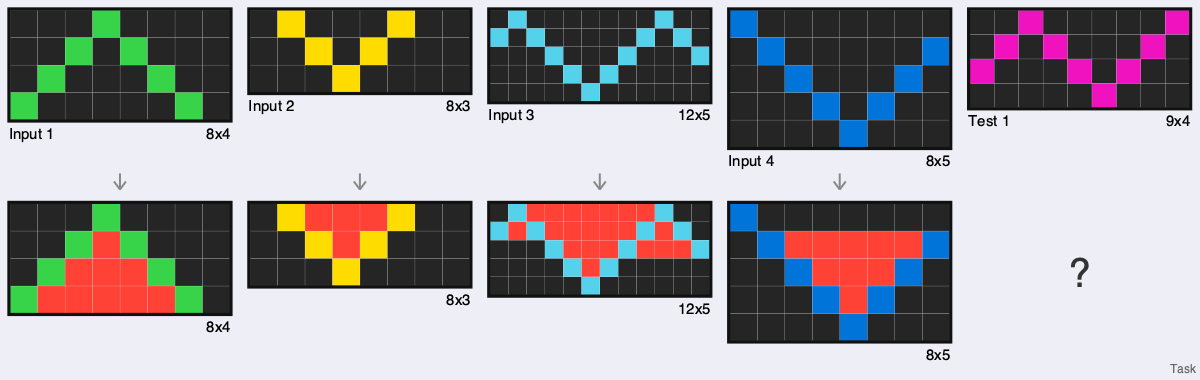 Input 1 8x4
Input 2 8x3
Input 3 12x5
Input 4 8x5
Test 1 9x4
8x4
8x3
12x5
8x5
?
Task